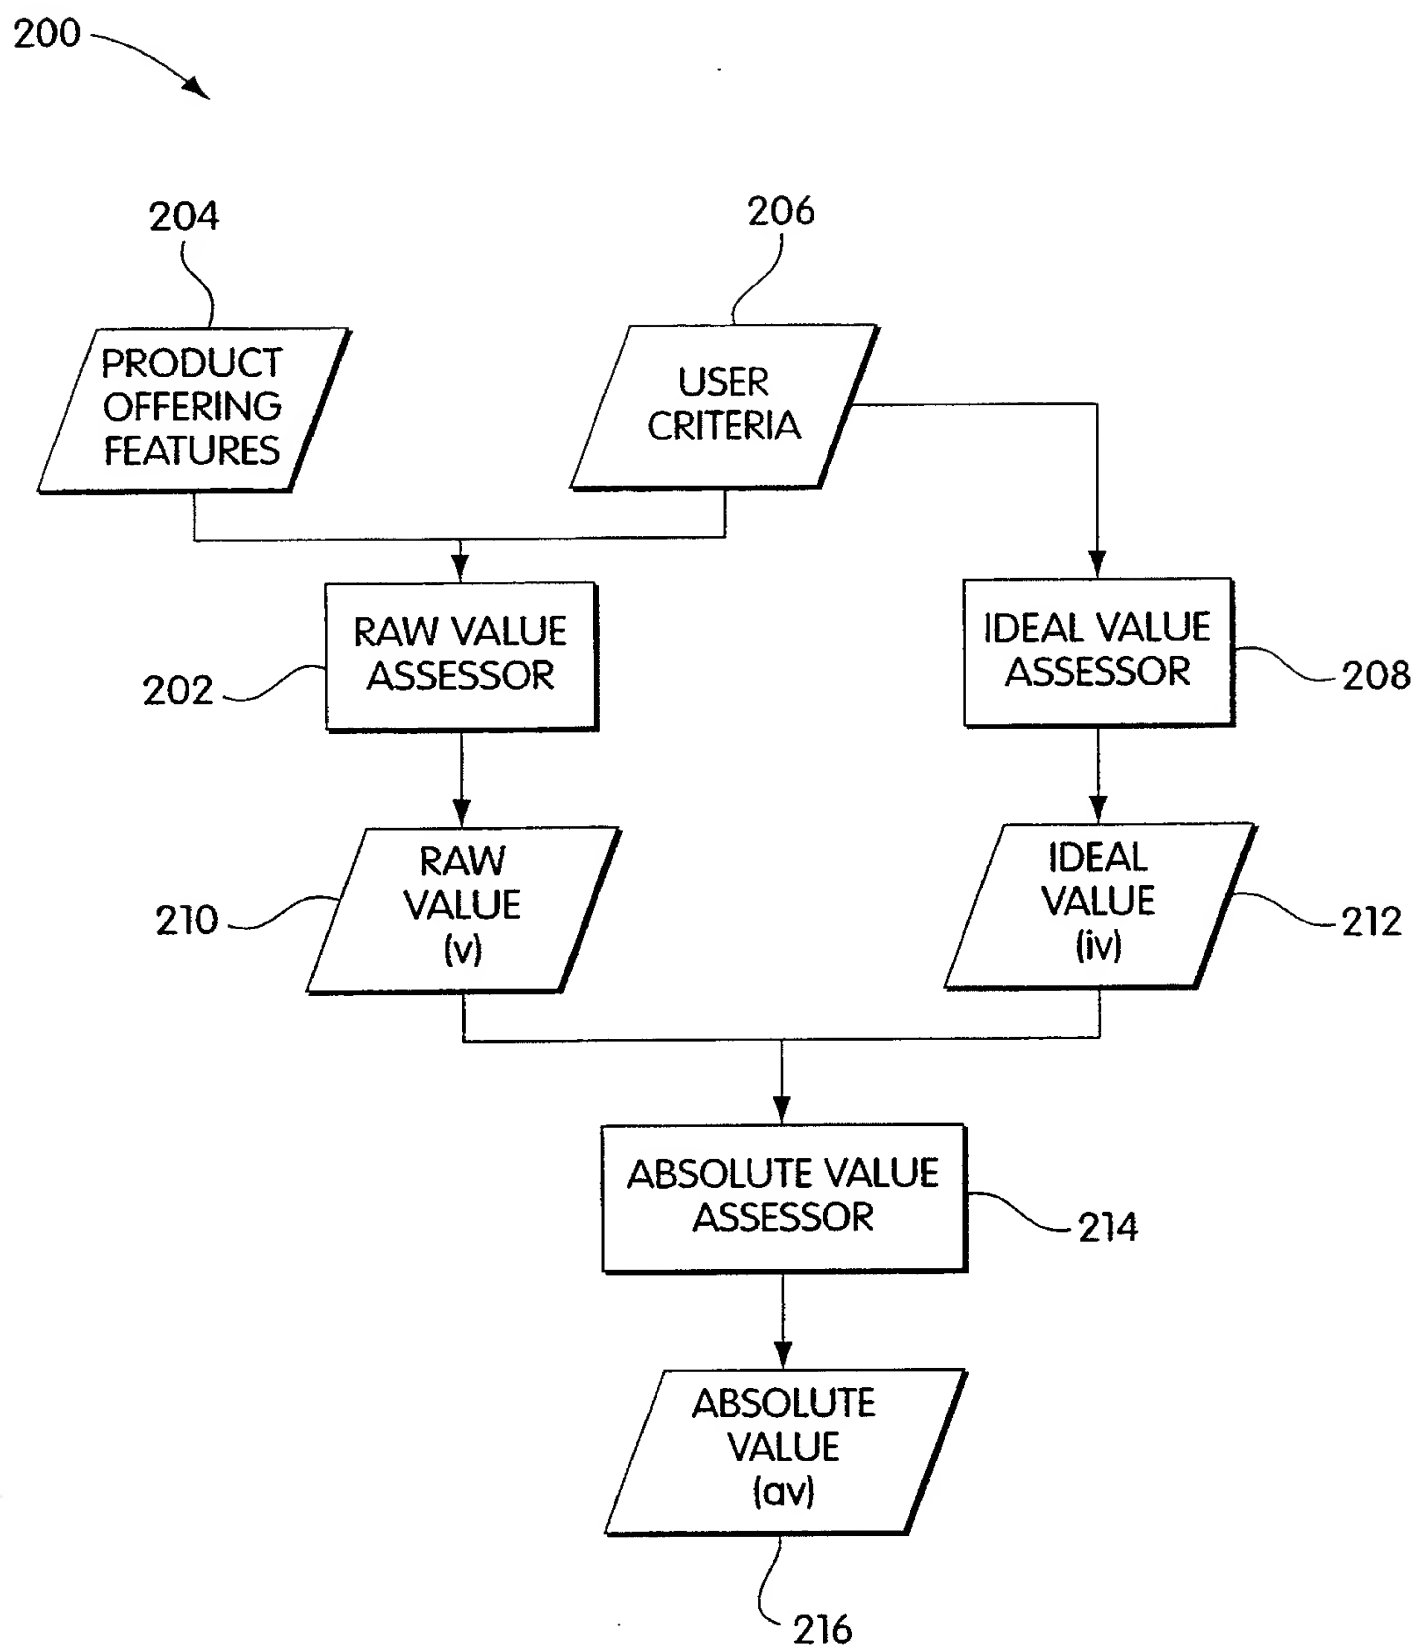 200
204
206
PRODUCT
OFFERING
FEATURES
USER
CRITERIA
RAW VALUE
ASSESSOR
202
IDEAL VALUE
ASSESSOR
208
RAW
VALUE
(v)
210
IDEAL
VALUE
(iv)
212
ABSOLUTE VALUE
ASSESSOR
214
ABSOLUTE
VALUE
(av)
216